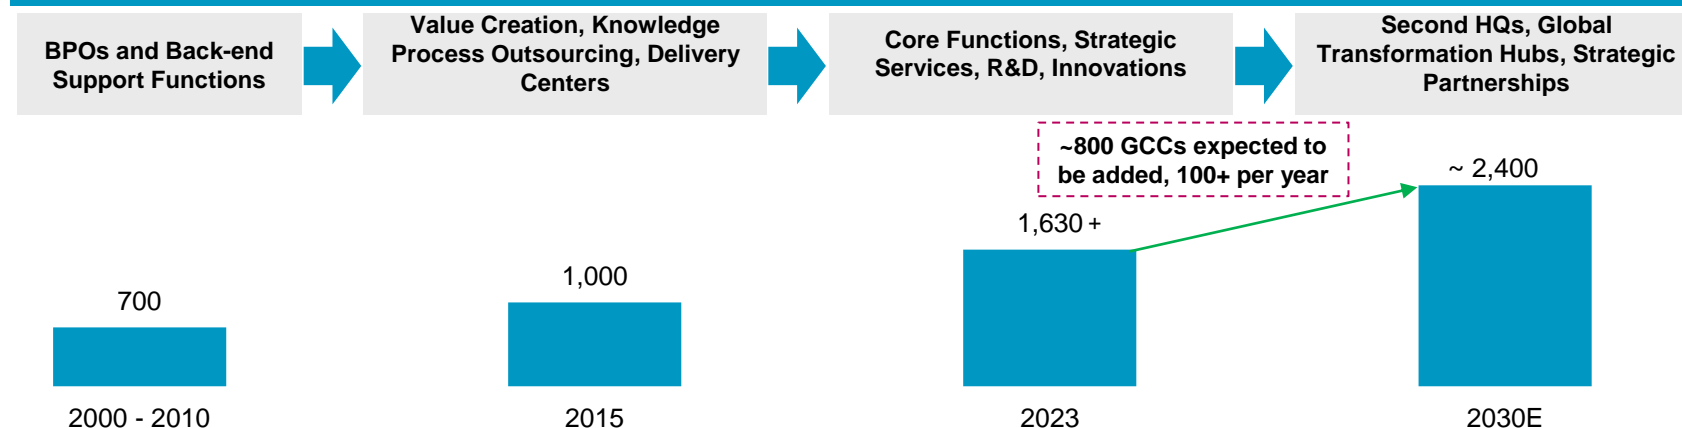 BPOs and Back-end
Support Functions
Value Creation, Knowledge
Process Outsourcing, Delivery
Centers
Core Functions, Strategic
Services, R&D, Innovations
Second HQs, Global
Transformation Hubs, Strategic
Partnerships
~800 GCCs expected to
be added, 100+ per year
700
1,000
1,630 +
~ 2,400
2000 - 2010
2015
2023
2030E